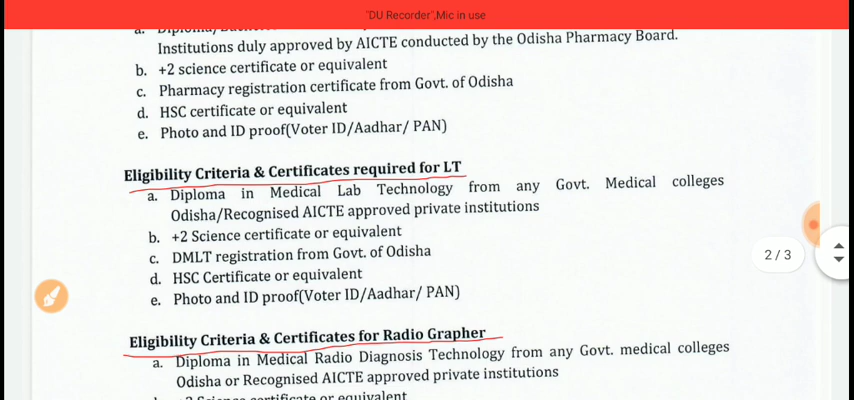 "DU Recorder",Mic in use
a.
Institutions duly approved by AICTE conducted by the Odisha Pharmacy Board.
b. +2 science certificate or equivalent
c. Pharmacy registration certificate from Govt. of Odisha
d. HSC certificate or equivalent
e. Photo and ID proof(Voter ID/Aadhar/ PAN)
Eligibility Criteria & Certificates required for LT
a. Diploma in Medical Lab Technology from any Govt. Medical colleges
Odisha/Recognised AICTE approved private institutions
b. +2 Science certificate or equivalent
c. DMLT registration from Govt. of Odisha
d. HSC Certificate or equivalent
e. Photo and ID proof(Voter ID/Aadhar/ PAN)
2 / 3
Eligibility Criteria & Certificates for Radio Grapher
a. Diploma in Medical Radio Diagnosis Technology from any Govt. medical colleges
Odisha or Recognised AICTE approved private institutions
certificate or equivalent